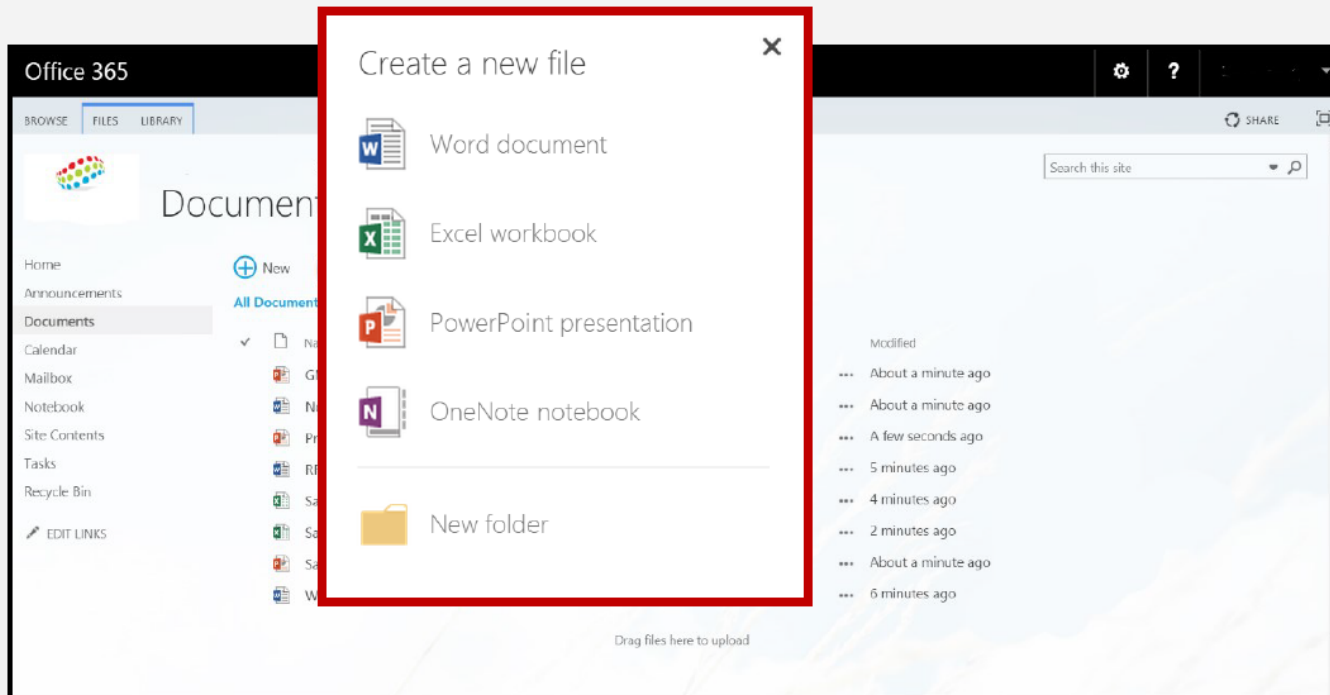 Create a new file
Office 365
?
BROWSE FILES LIBRARY
SHARE
Word document
Search this site
Excel workbook
Home
New
Announcements
Documents
PowerPoint presentation
Modified
Calendar
About a minute ago
Mailbox
About a minute ago
Notebook
OneNote notebook
A few seconds ago
Site Contents
5 minutes ago
Tasks
4 minutes ago
Recycle Bin
New folder
2 minutes ago
EDIT LINKS
About a minute ago
6 minutes ago
Drag files here to upload